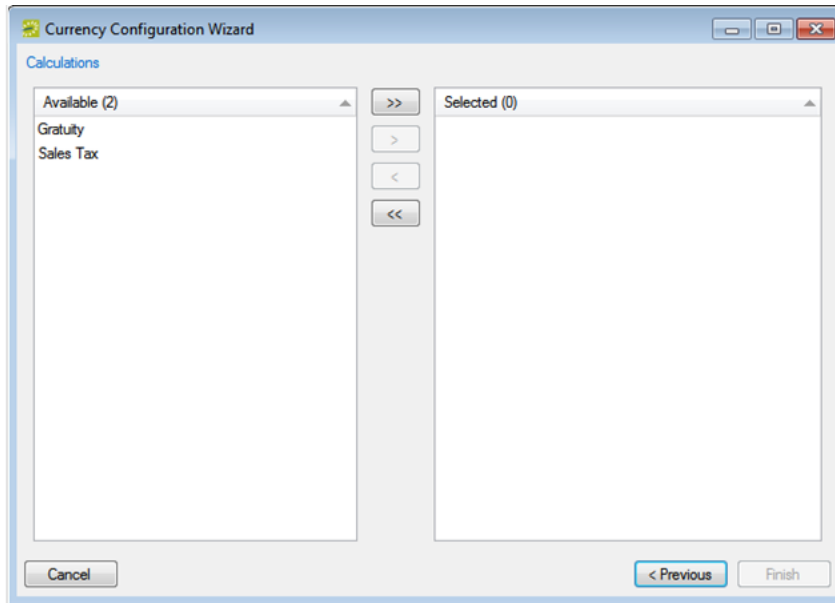 Currency Configuration Wizard
Calculations
Available (2)
Gratuity
Sales Tax
>>
>
<
<<
Selected (0)
Cancel
< Previous
Finish